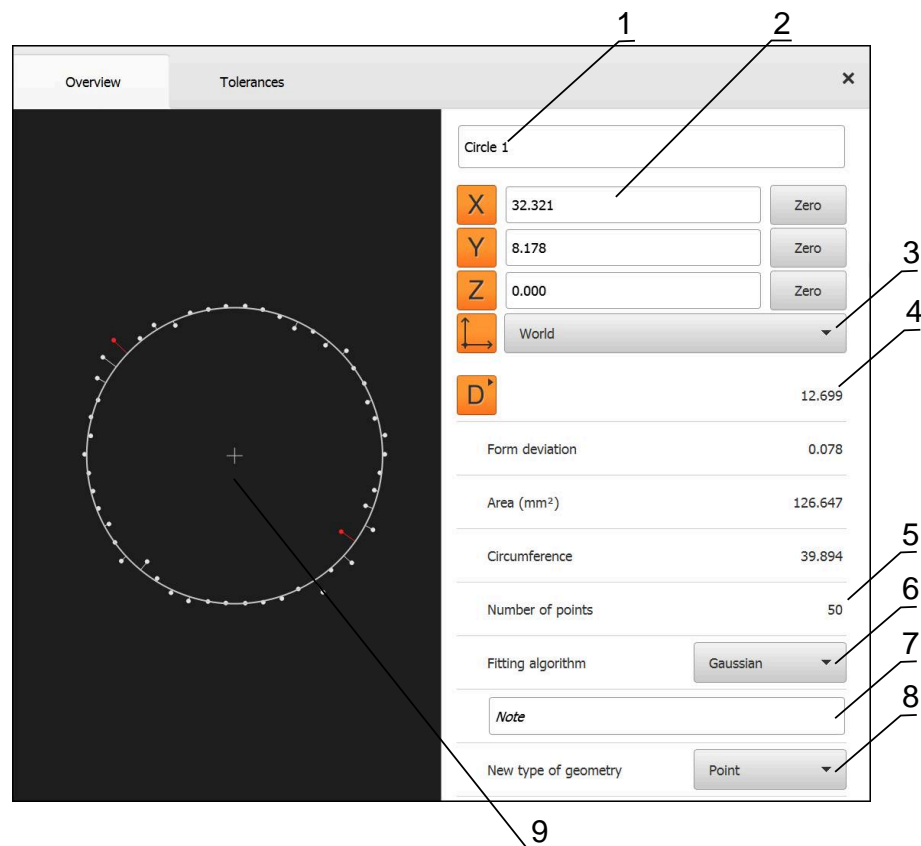 1 2
Overview Tolerances ×
Circle 1
X 32.321 Zero
Y 8.178 Zero
3
Z 0.000 Zero
4
World
D 12.699
Form deviation 0.078
Area (mm²) 126.647
5
Circumference 39.894
6
Number of points 50
7
Fitting algorithm Gaussian
8
Note
New type of geometry Point
9